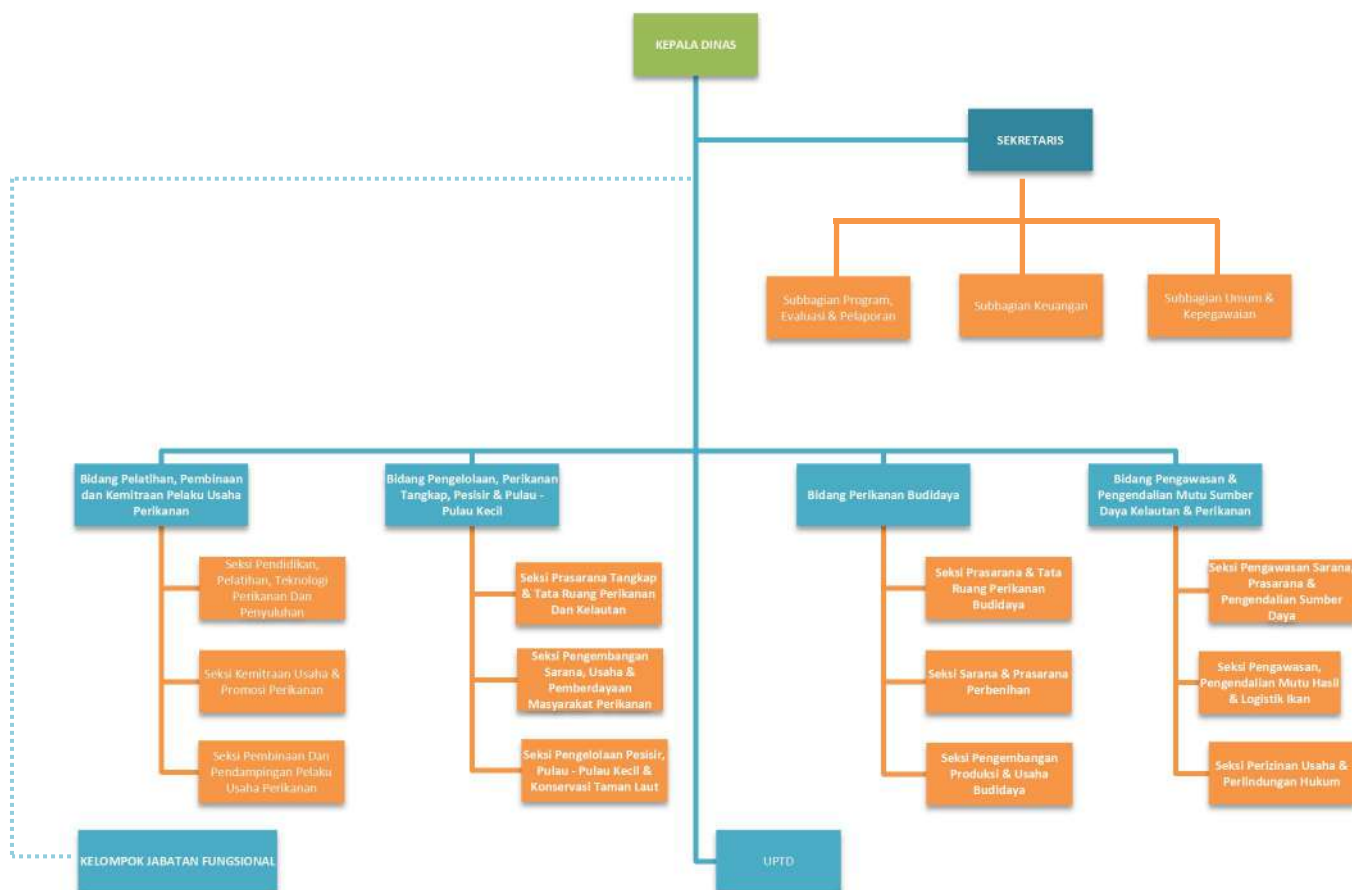 KEPALA DINAS
SEKRETARIS
Subbagian Program,
Evaluasi & Pelaporan
Subbagian Keuangan
Subbagian Umum &
Kepegawaian
Bidang Pelatihan, Pembinaan
dan Kemitraan Pelaku Usaha
Perikanan
Bidang Pengelolaan, Perikanan
Tangkap, Pesisir & Pulau -
Pulau Kecil
Bidang Perikanan Budidaya
Bidang Pengawasan &
Pengendalian Mutu Sumber
Daya Kelautan & Perikanan
Seksi Pendidikan,
Pelatihan, Teknologi
Perikanan Dan
Penyuluhan
Seksi Kemitraan Usaha &
Promosi Perikanan
Seksi Pembinaan Dan
Pendampingan Pelaku
Usaha Perikanan
Seksi Prasarana Tangkap
& Tata Ruang Perikanan
Dan Kelautan
Seksi Pengembangan
Sarana, Usaha &
Pemberdayaan
Masyarakat Perikanan
Seksi Pengelolaan Pesisir,
Pulau - Pulau Kecil &
Konservasi Taman Laut
Seksi Prasarana & Tata
Ruang Perikanan
Budidaya
Seksi Sarana & Prasarana
Perbenihan
Seksi Pengembangan
Produksi & Usaha
Budidaya
Seksi Pengawasan Sarana,
Prasarana &
Pengendalian Sumber
Daya
Seksi Pengawasan,
Pengendalian Mutu Hasil
& Logistik Ikan
Seksi Perizinan Usaha &
Perlindungan Hukum
KELOMPOK JABATAN FUNGSIONAL
UPTD